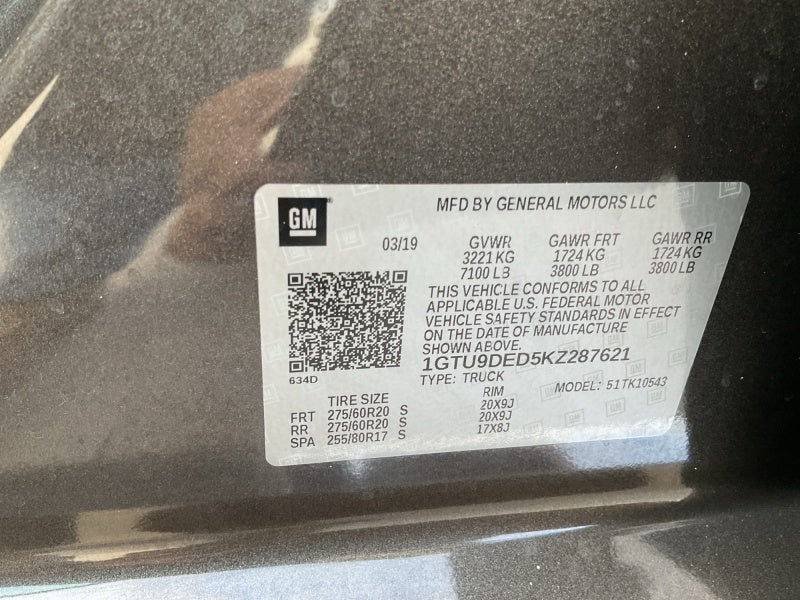 GM
MFD BY GENERAL MOTORS LLC
03/19 GVWR GAWR FRT GAWR RR
3221 KG 1724 KG 1724 KG
7100 LB 3800 LB 3800 LB
THIS VEHICLE CONFORMS TO ALL
APPLICABLE U.S. FEDERAL MOTOR
VEHICLE SAFETY STANDARDS IN EFFECT
ON THE DATE OF MANUFACTURE
SHOWN ABOVE.
1GTU9DED5KZ287621
634D
TYPE: TRUCK
MODEL: 51TK10543
TIRE SIZE RIM
FRT 275/60R20 S 20X9J
RR 275/60R20 S 20X9J
SPA 255/80R17 S 17X8J